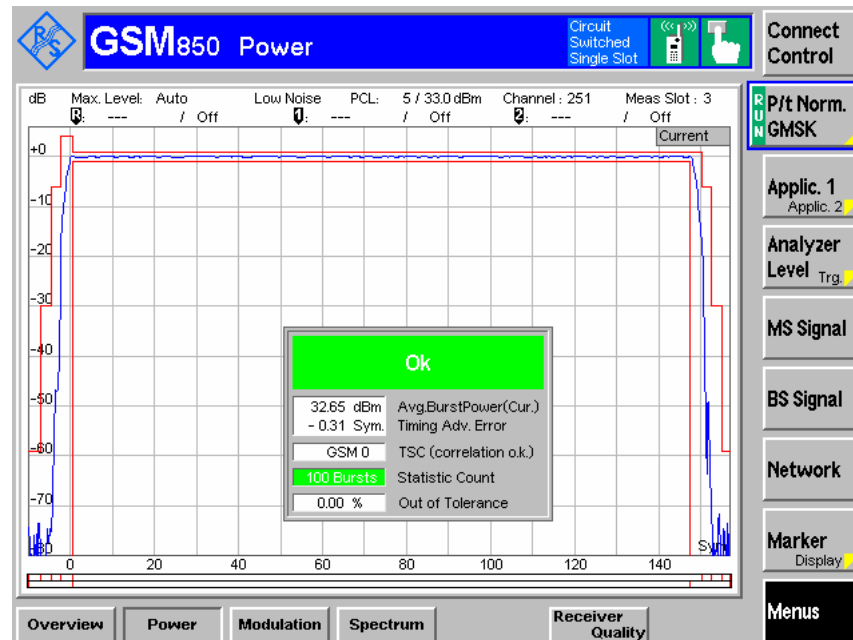 R S
GSM850 Power
Circuit
Switched
Single Slot
Connect
Control
dB Max. Level: Auto Low Noise PCL: 5 / 33.0 dBm Channel : 251 Meas Slot : 3
R: --- / Off 1: --- / Off 2: --- / Off
Current
RUN
P/t Norm.
GMSK
Applic. 1
Applic. 2
Analyzer
Level Trg.
MS Signal
BS Signal
Network
Marker
Display
Menus
+0
-10
-20
-30
-40
-50
-60
-70
-80
0 20 40 60 80 100 120 140
Sym
Ok
32.65 dBm Avg.BurstPower(Cur.)
- 0.31 Sym. Timing Adv. Error
GSM 0 TSC (correlation o.k.)
100 Bursts Statistic Count
0.00 % Out of Tolerance
Overview Power Modulation Spectrum Receiver
Quality